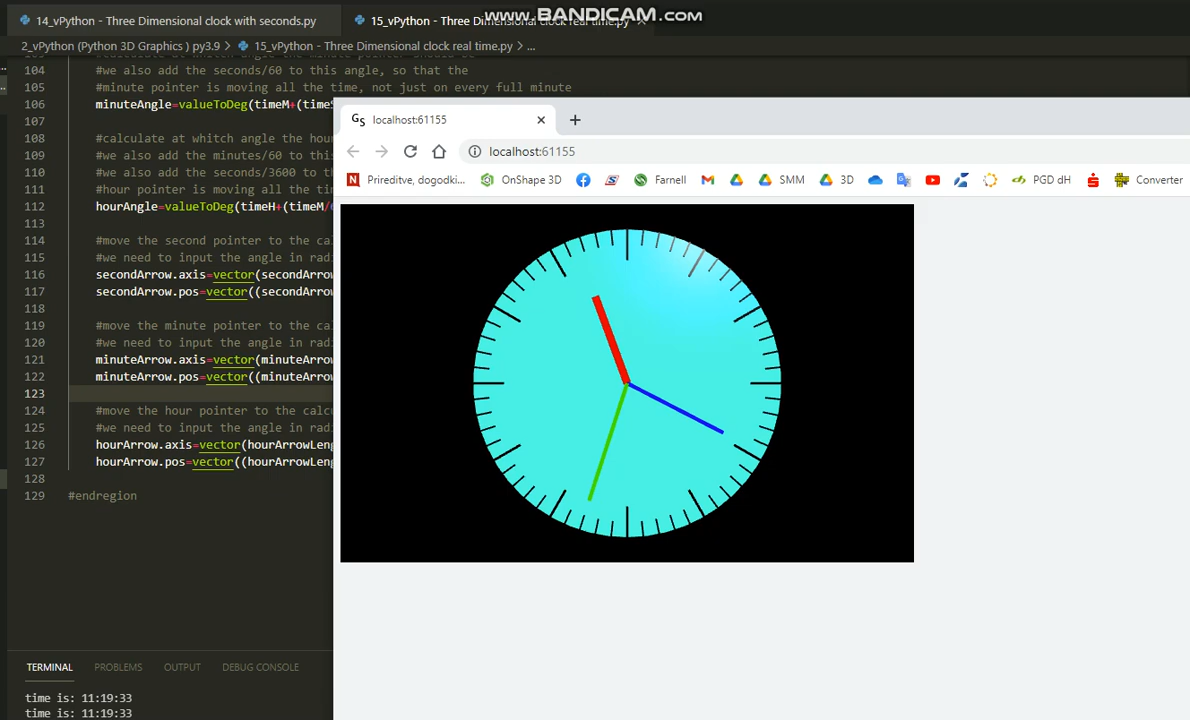 14_vPython - Three Dimensional clock with seconds.py
15_vPython - Three Dimensional clock real time.py
www.BANDICAM.com
2_vPython (Python 3D Graphics ) py3.9 > 15_vPython - Three Dimensional clock real time.py > ...
104 #we also add the seconds/60 to this angle, so that the
105 #minute pointer is moving all the time, not just on every full minute
106 minuteAngle=valueToDeg(timeM+(time
107
108 #calculate at whitch angle the hou
109 #we also add the minutes/60 to thi
110 #we also add the seconds/3600 to t
111 #hour pointer is moving all the ti
112 hourAngle=valueToDeg(timeH+(timeM/
113
114 #move the second pointer to the cal
115 #we need to input the angle in radi
116 secondArrow.axis=vector(secondArrow
117 secondArrow.pos=vector((secondArrow
118
119 #move the minute pointer to the cal
120 #we need to input the angle in radi
121 minuteArrow.axis=vector(minuteArrow
122 minuteArrow.pos=vector((minuteArrow
123
124 #move the hour pointer to the calcu
125 #we need to input the angle in radi
126 hourArrow.axis=vector(hourArrowLeng
127 hourArrow.pos=vector((hourArrowLeng
128
129 #endregion
localhost:61155
localhost:61155
Prireditve, dogodki... OnShape 3D Farnell SMM 3D PGD dH Converter
TERMINAL PROBLEMS OUTPUT DEBUG CONSOLE
time is: 11:19:33
time is: 11:19:33